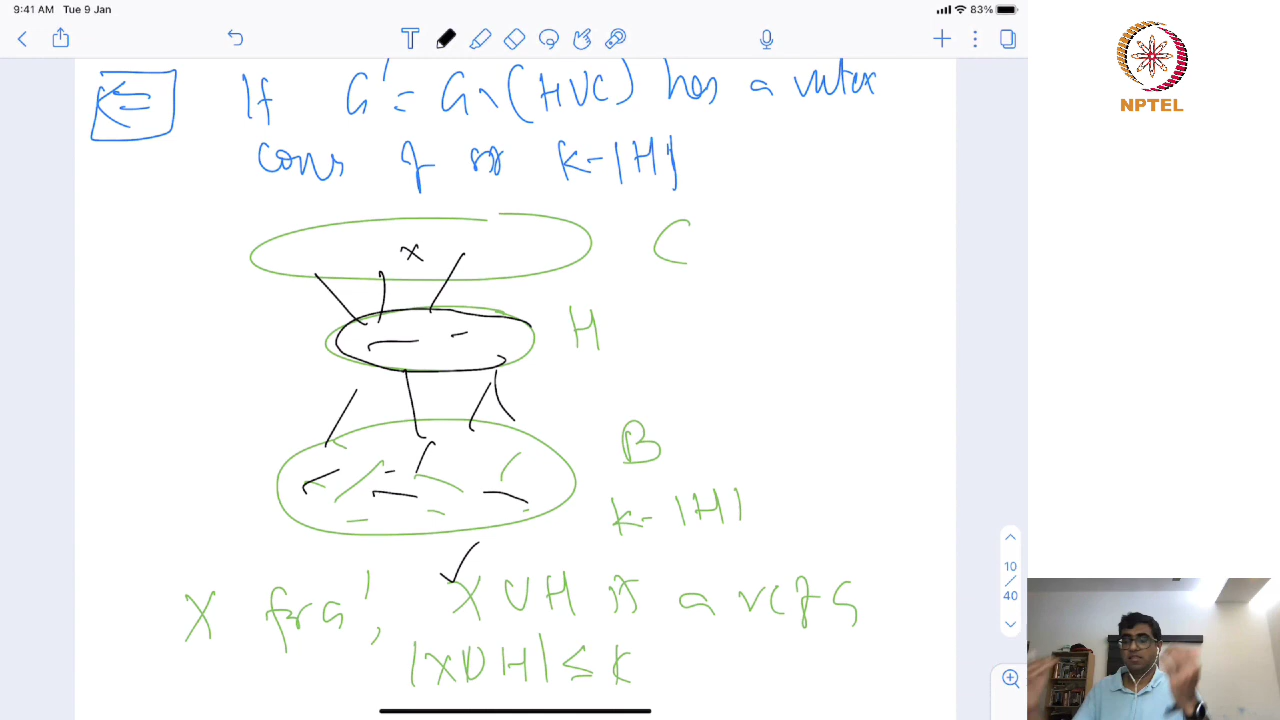 9:41 AM Tue 9 Jan
83%
NPTEL
⇐ If G' = G \ (H ∪ C) has a vertex
cover of size k - |H|
x
C
H
B
k - |H|
X for G', X ∪ H is a vc of G
|X ∪ H| ≤ k
10
/
40